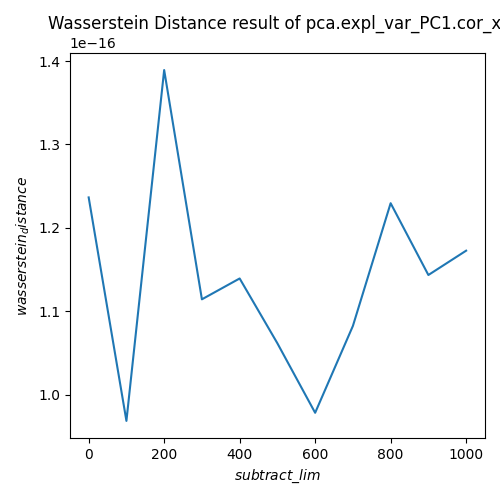 Wasserstein Distance result of pca.expl_var_PC1.cor_x
1e−16
1.4
1.3
1.2
1.1
1.0
wasserstein_distance
0 200 400 600 800 1000
subtract_lim